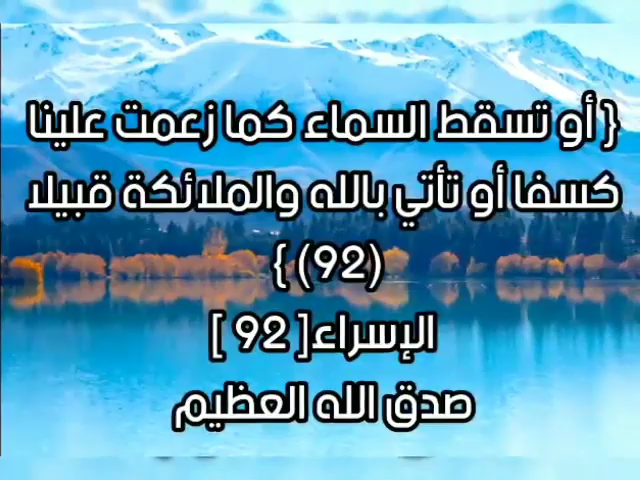 { أو تسقط السماء كما زعمت علينا
كسفا أو تأتي بالله والملائكة قبيلا
(92) }
الإسراء[ 92 ]
صدق الله العظيم